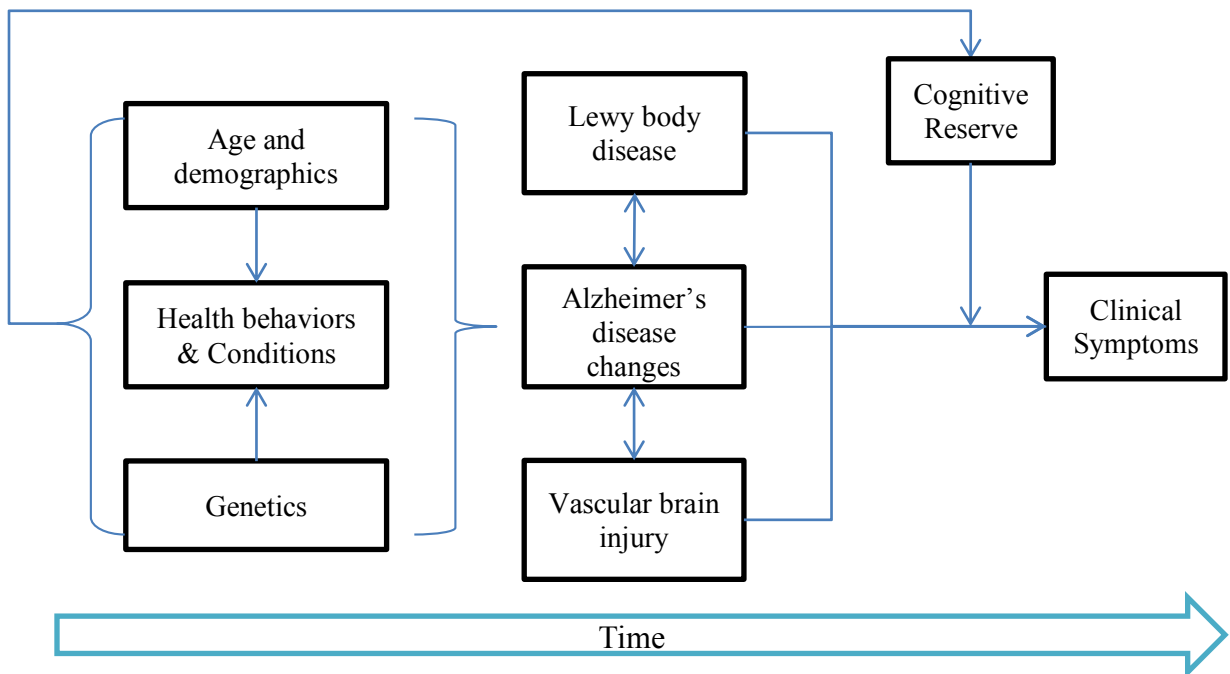 Age and
demographics
Health behaviors
& Conditions
Genetics
Lewy body
disease
Alzheimer’s
disease
changes
Vascular brain
injury
Cognitive
Reserve
Clinical
Symptoms
Time